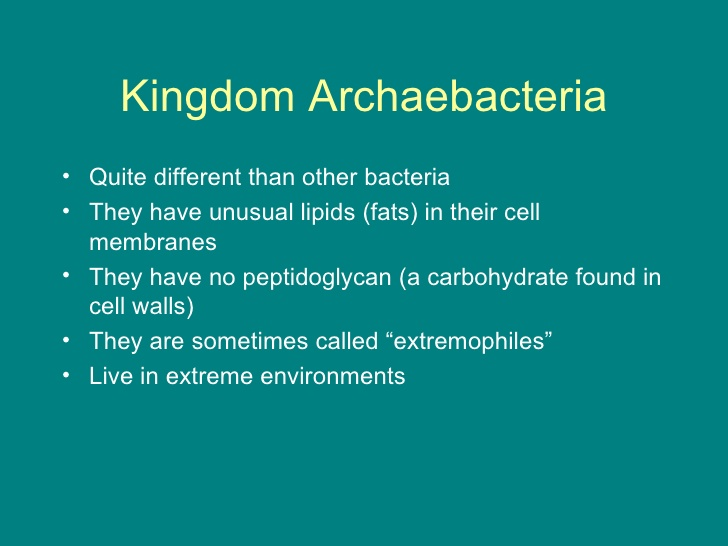 Kingdom Archaebacteria
• Quite different than other bacteria
• They have unusual lipids (fats) in their cell
membranes
• They have no peptidoglycan (a carbohydrate found in
cell walls)
• They are sometimes called “extremophiles”
• Live in extreme environments